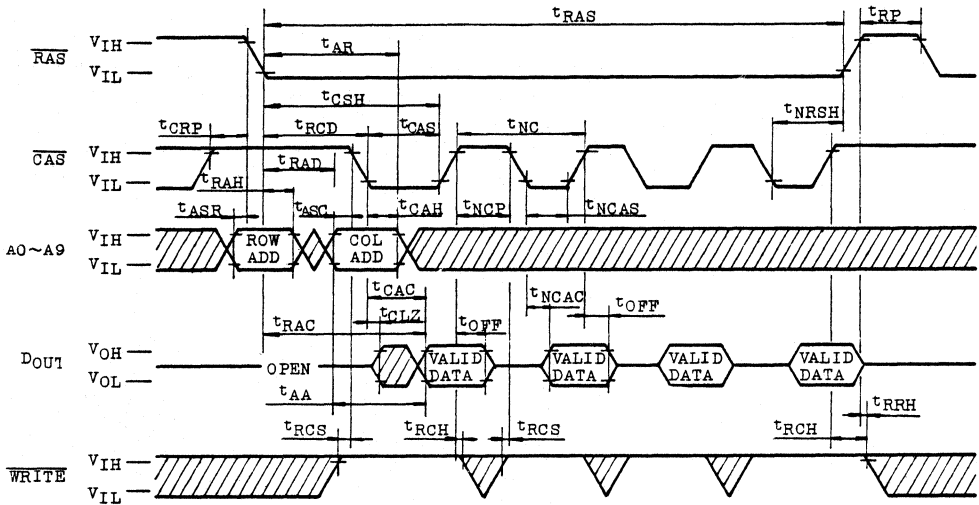 tRAS
tRP
tAR
RAS
VIH
VIL
tCSH
tCRP
tRCD
tCAS
tNC
tNRSH
CAS
VIH
VIL
tRAD
tRAH
tASR
tASC
tCAH
tNCP
tNCAS
A0~A9
VIH
VIL
ROW ADD
COL ADD
tCAC
tNCAC
tCLZ
tOFF
tOFF
tRAC
DOUT
VOH
VOL
OPEN
VALID DATA
VALID DATA
VALID DATA
VALID DATA
tAA
tRRH
tRCS
tRCH
tRCS
tRCH
WRITE
VIH
VIL